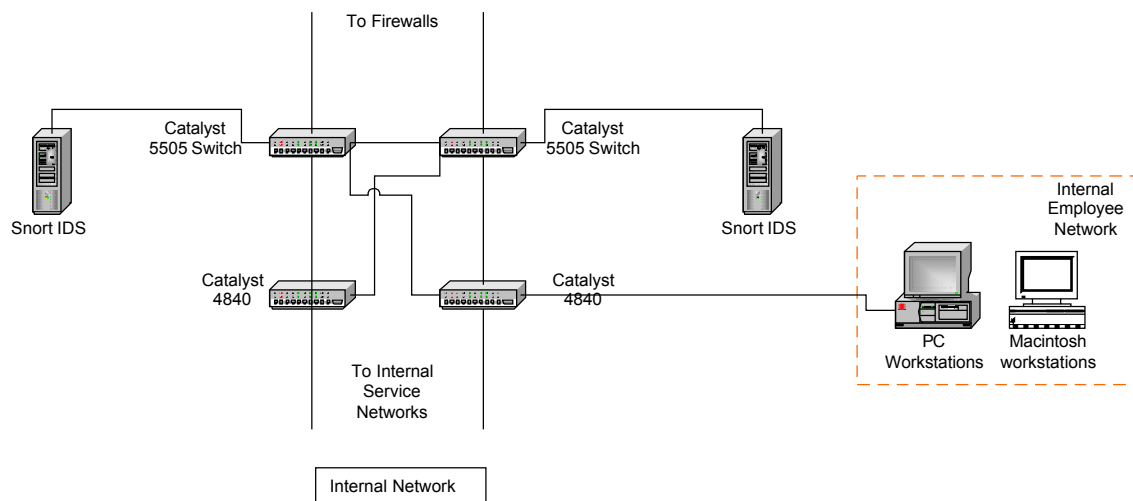 To Firewalls
Catalyst
5505 Switch
Catalyst
5505 Switch
Snort IDS
Snort IDS
Internal
Employee
Network
Catalyst
4840
Catalyst
4840
PC
Workstations
Macintosh
workstations
To Internal
Service
Networks
Internal Network